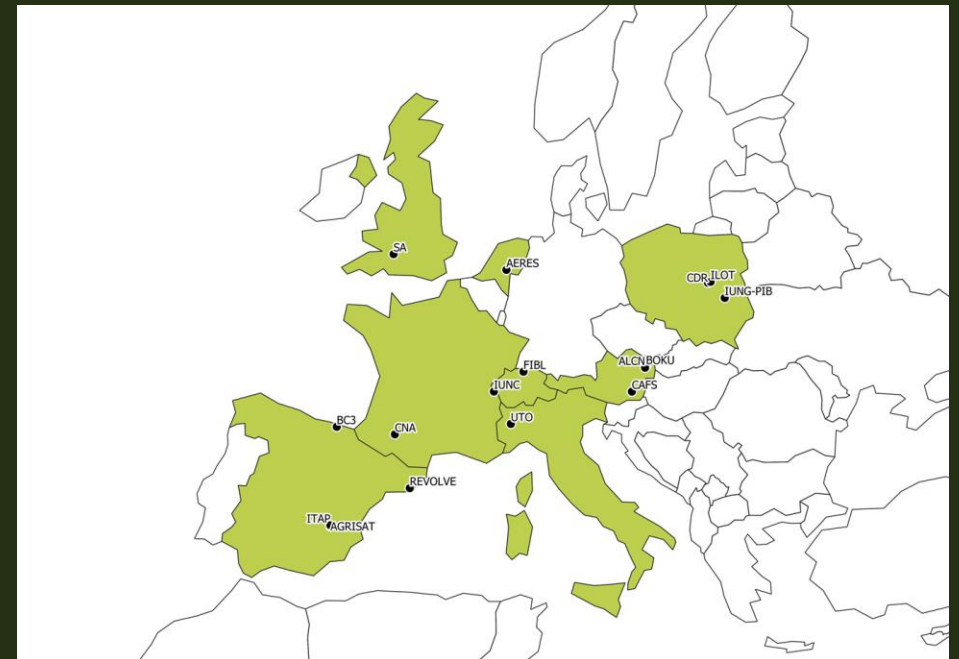 SA
AERES
CDR
ILOT
IUNG-PIB
FIBL
ALCN
BOKU
IUNC
CAFS
UTO
BC3
CNA
REVOLVE
ITAP
AGRISAT